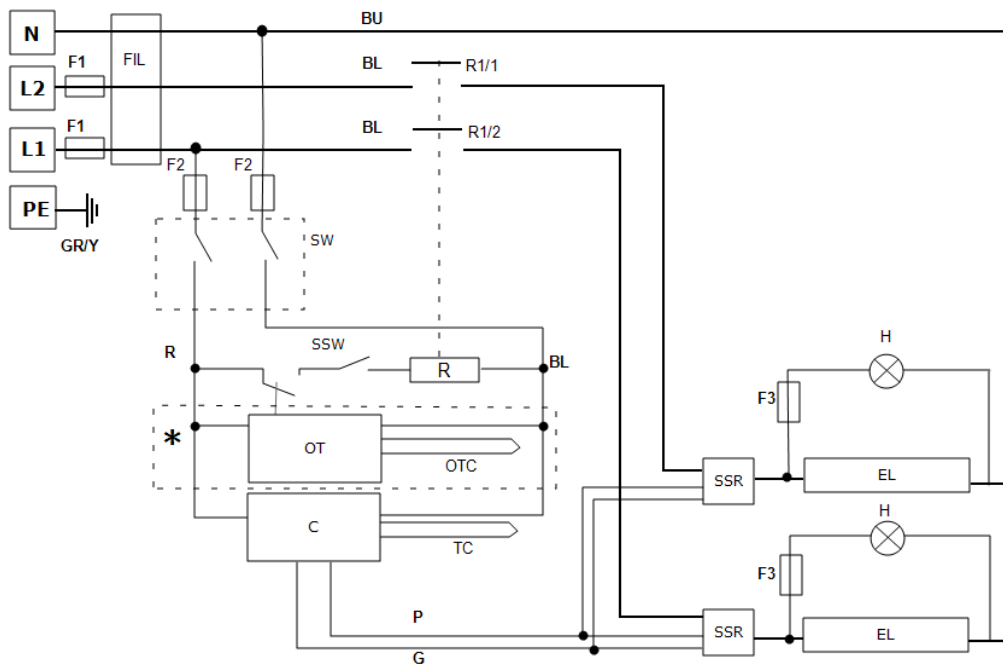 N
BU
F1
FIL
L2
BL
R1/1
F1
L1
BL
R1/2
F2
F2
PE
GR/Y
SW
R
SSW
R
BL
H
F3
*
OT
OTC
SSR
EL
C
TC
H
F3
P
SSR
EL
G